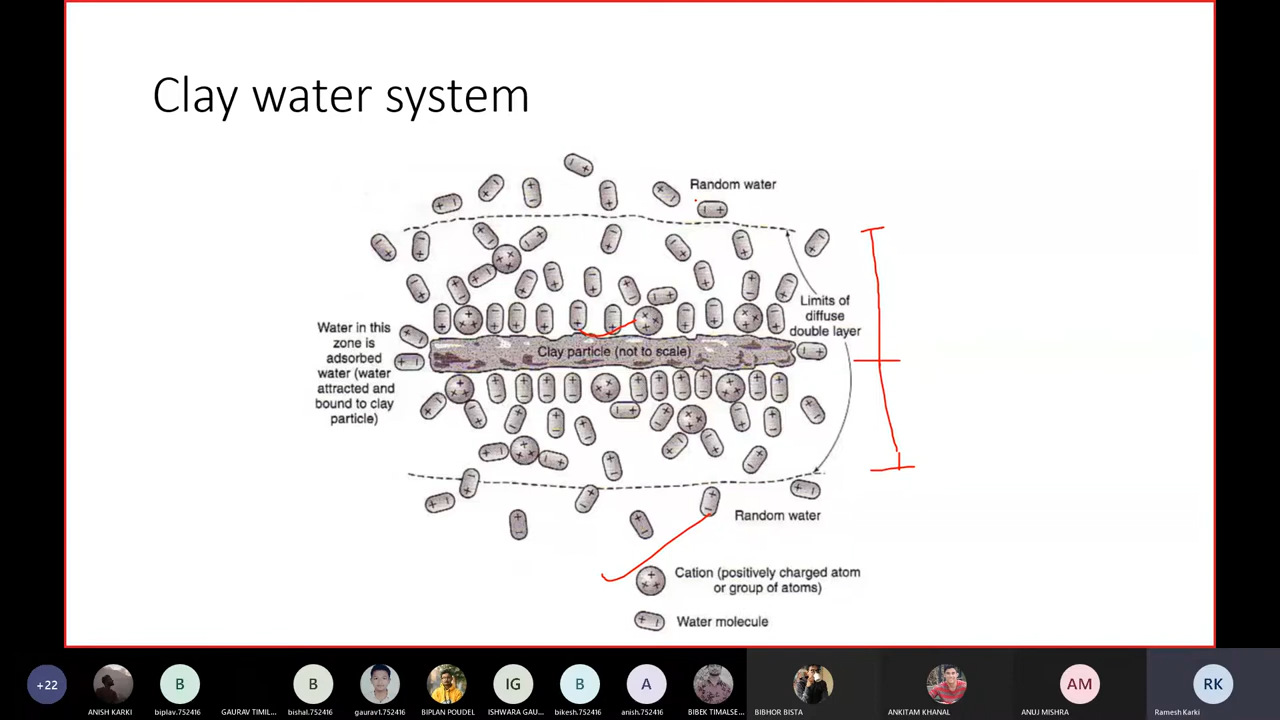 Clay water system
Random water
Limits of
diffuse
double layer
Water in this
zone is
adsorbed
water (water
attracted and
bound to clay
particle)
Clay particle (not to scale)
Random water
Cation (positively charged atom
or group of atoms)
Water molecule
+22
B
B
IG
B
A
AM
RK
ANISH KARKI
biplav.752416
GAURAV TIMIL...
bishal.752416
gaurav1.752416
BIPLAN POUDEL
ISHWARA GAU...
bikesh.752416
anish.752416
BIBEK TIMALSE...
BIBHOR BISTA
ANKITAM KHANAL
ANUJ MISHRA
Ramesh Karki